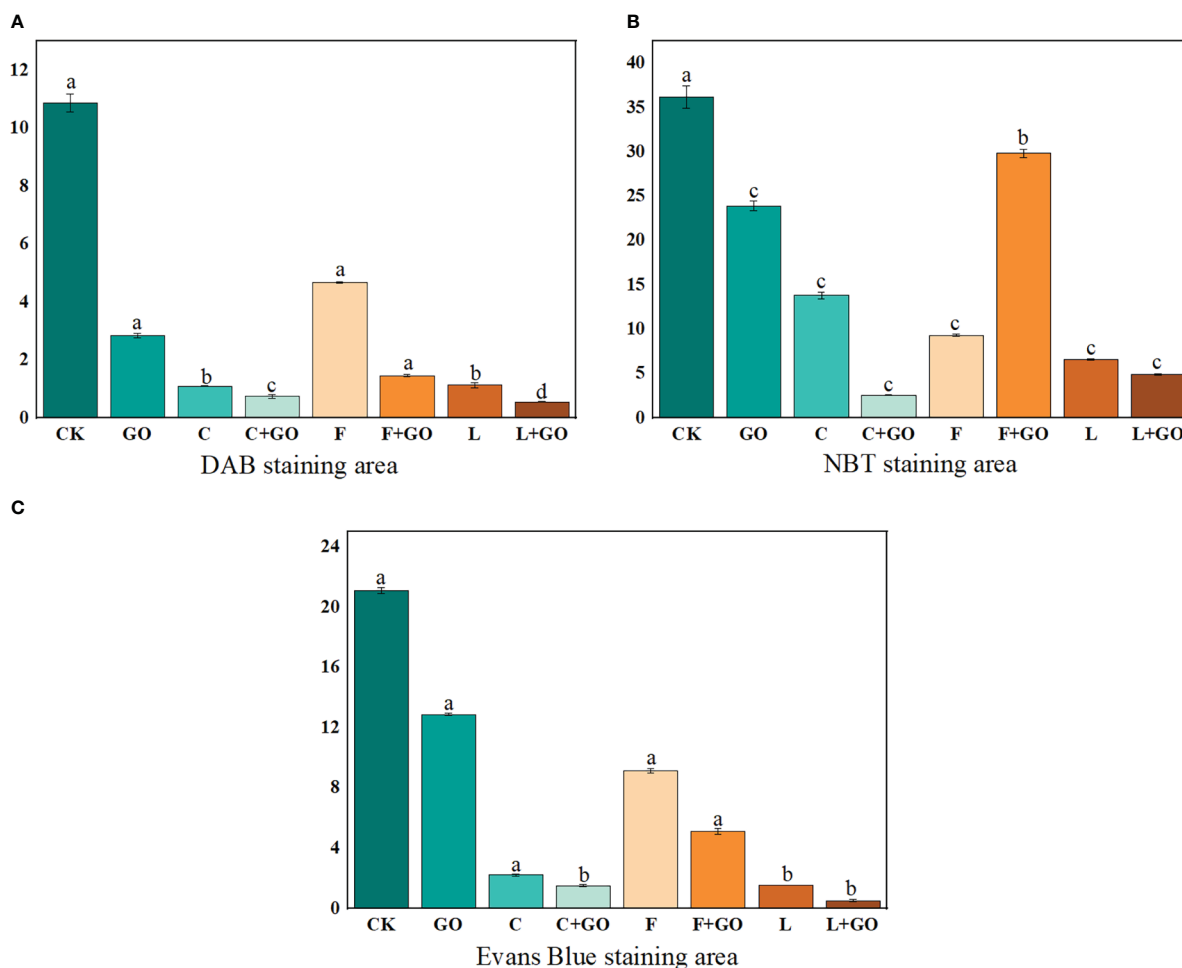 A
12
10
8
6
4
2
0
a
a
b
c
a
a
b
d
CK GO C C+GO F F+GO L L+GO
DAB staining area
B
40
35
30
25
20
15
10
5
0
a
c
c
c
c
b
c
c
CK GO C C+GO F F+GO L L+GO
NBT staining area
C
24
20
16
12
8
4
0
a
a
a
b
a
a
b
b
CK GO C C+GO F F+GO L L+GO
Evans Blue staining area